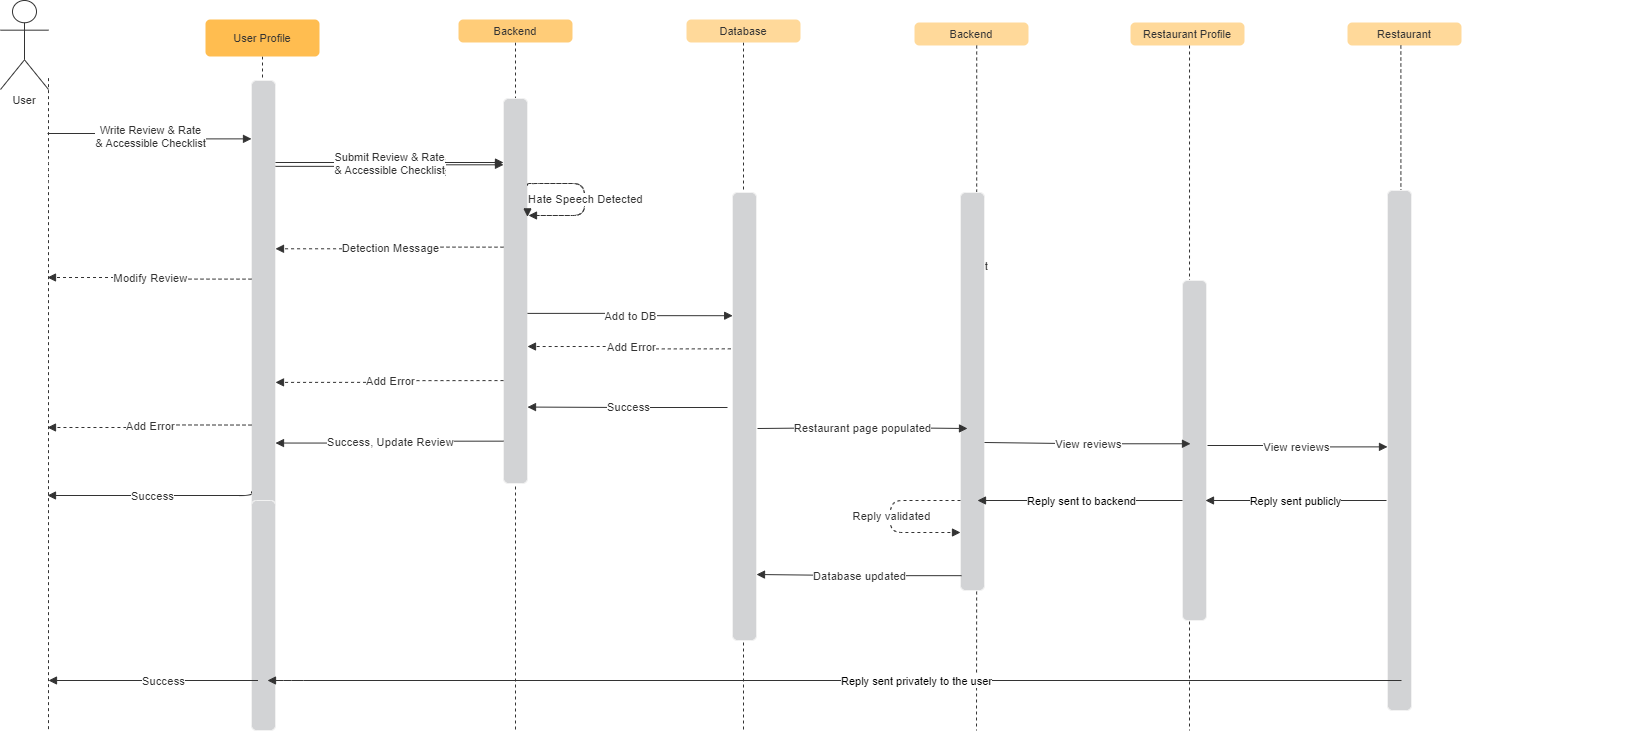 User Profile
Backend
Database
Backend
Restaurant Profile
Restaurant
User
Write Review & Rate
& Accessible Checklist
Submit Review & Rate
& Accessible Checklist
Hate Speech Detected
Detection Message
t
Modify Review
Add to DB
Add Error
Add Error
Success
Add Error
Restaurant page populated
Success, Update Review
View reviews
View reviews
Success
Reply sent to backend
Reply sent publicly
Reply validated
Database updated
Success
Reply sent privately to the user